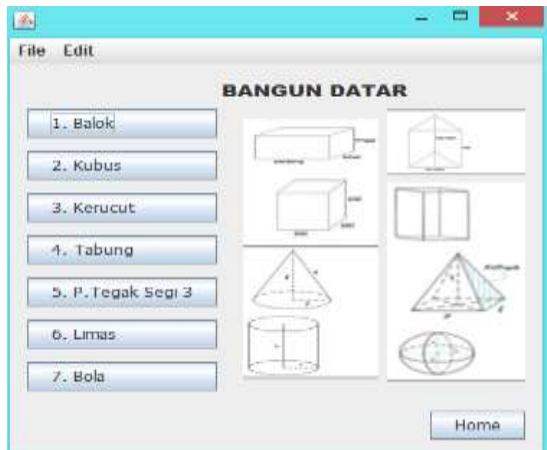 File Edit
BANGUN DATAR
1. Balok
2. Kubus
3. Kerucut
4. Tabung
5. P.Tegak Segi 3
6. Limas
7. Bola
Home